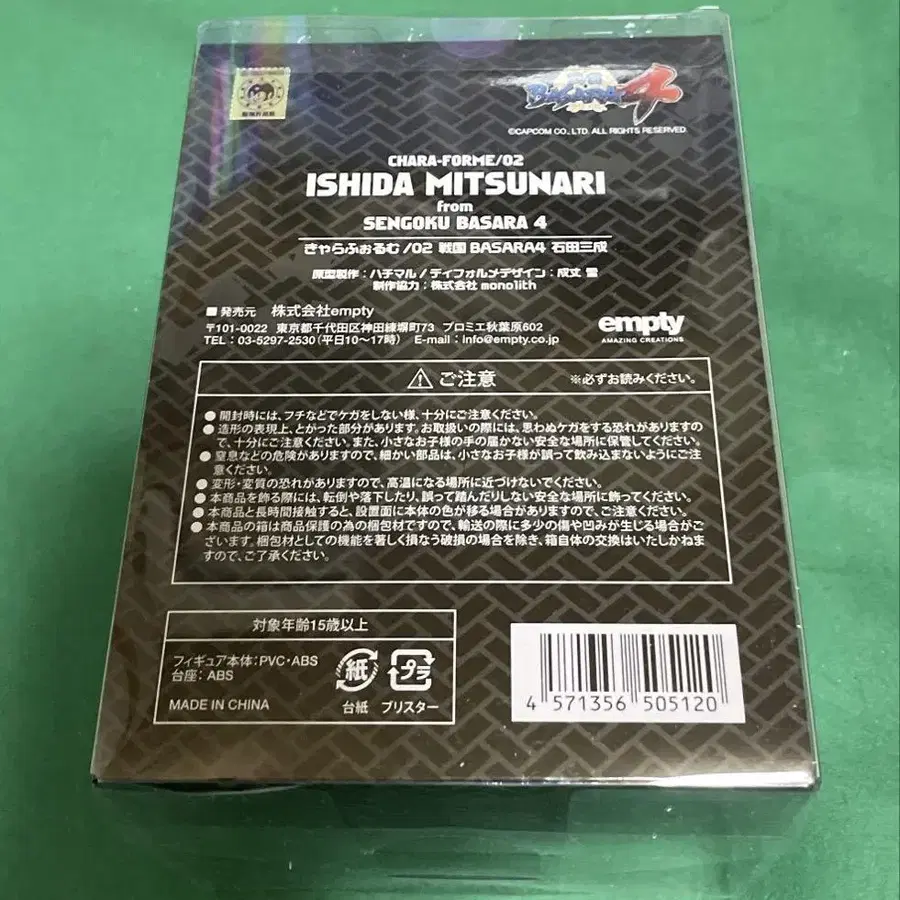 BASARA4
©CAPCOM CO., LTD. ALL RIGHTS RESERVED.
CHARA-FORME/02
ISHIDA MITSUNARI
from
SENGOKU BASARA 4
きゃらふぉるむ/02 戦国 BASARA4 石田三成
原型製作:ハチマル/ディフォルメデザイン:成丈 雪
制作協力:株式会社 monolith
■ 発売元 株式会社empty
〒101-0022 東京都千代田区神田練塀町73 プロミエ秋葉原602
TEL:03-5297-2530(平日10〜17時) E-mail:info@empty.co.jp
empty
AMAZING CREATIONS
⚠ ご注意 ※必ずお読みください。
●開封時には、フチなどでケガをしない様、十分にご注意ください。
●造形の表現上、とがった部分があります。お取扱いの際には、思わぬケガをする恐れがありますの
で、十分にご注意ください。また、小さなお子様の手の届かない安全な場所に保管してください。
●窒息などの危険がありますので、細かい部品は、小さなお子様が誤って飲み込まないようにご注
意ください。
●変形・変質の恐れがありますので、高温になる場所に近づけないでください。
●本商品を飾る際には、転倒や落下したり、誤って踏んだりしない安全な場所に飾ってください。
●本商品と長時間接触すると、設置面に本体の色が移る場合がありますので、ご注意ください。
●本商品の箱は商品保護の為の梱包材ですので、輸送の際に多少の傷や凹みが生じる場合がご
ざいます。梱包材としての機能を著しく損なう破損の場合を除き、箱自体の交換はいたしかねま
すので、ご了承ください。
対象年齢15歳以上
フィギュア本体:PVC・ABS
台座:ABS
MADE IN CHINA
紙
台紙
プラ
ブリスター
4 571356 505120